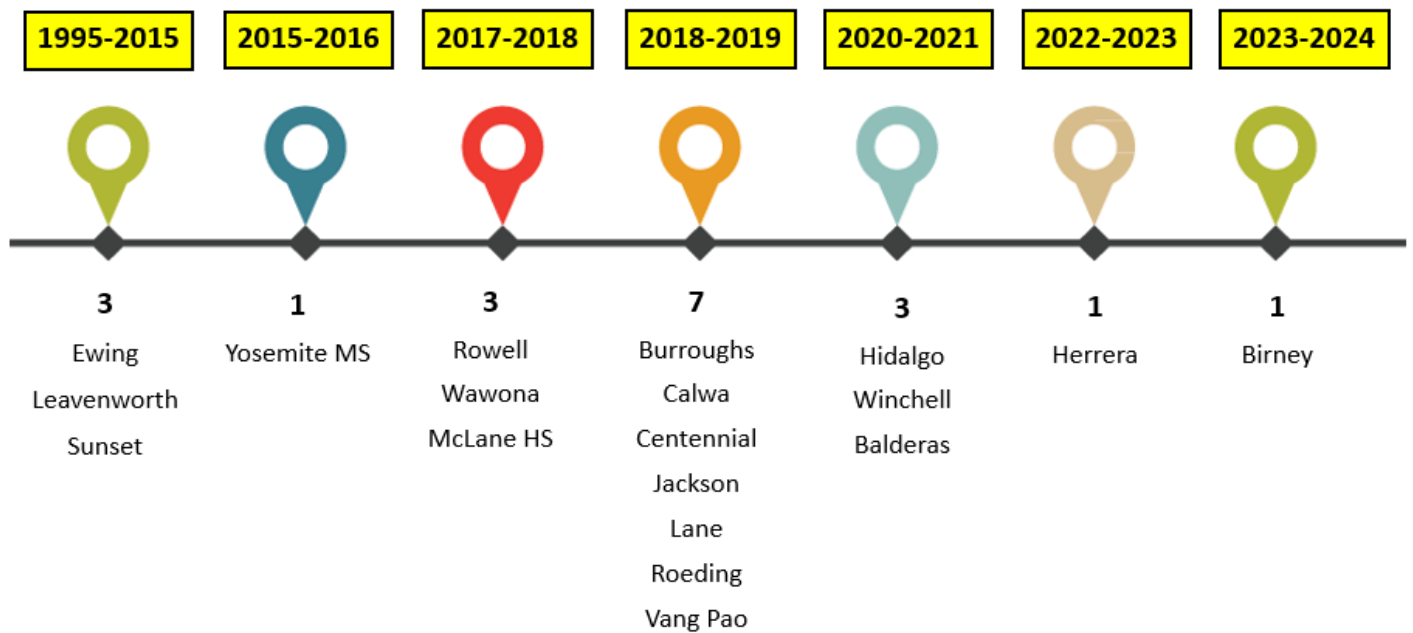 1995-2015
2015-2016
2017-2018
2018-2019
2020-2021
2022-2023
2023-2024
3
Ewing
Leavenworth
Sunset
1
Yosemite MS
3
Rowell
Wawona
McLane HS
7
Burroughs
Calwa
Centennial
Jackson
Lane
Roeding
Vang Pao
3
Hidalgo
Winchell
Balderas
1
Herrera
1
Birney